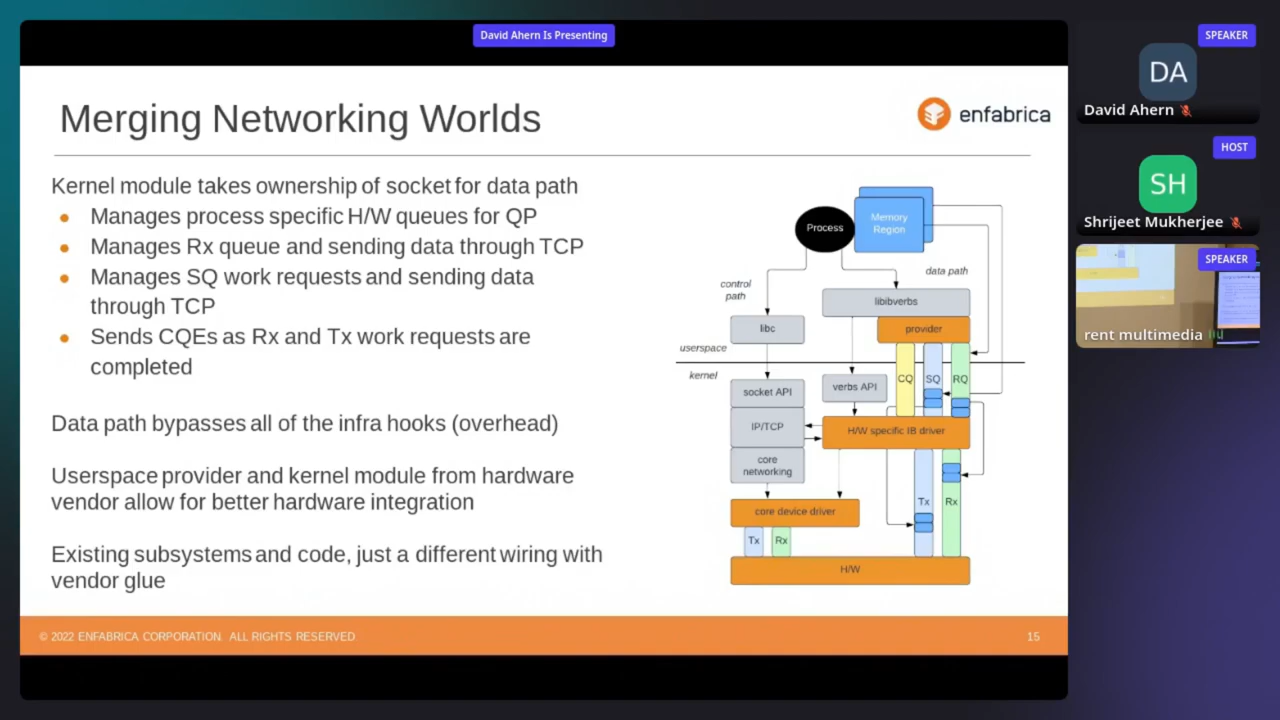 David Ahern Is Presenting
Merging Networking Worlds
enfabrica
Kernel module takes ownership of socket for data path
Manages process specific H/W queues for QP
Manages Rx queue and sending data through TCP
Manages SQ work requests and sending data
through TCP
Sends CQEs as Rx and Tx work requests are
completed
Data path bypasses all of the infra hooks (overhead)
Userspace provider and kernel module from hardware
vendor allow for better hardware integration
Existing subsystems and code, just a different wiring with
vendor glue
Process
Memory
Region
control
path
data path
libibverbs
libc
provider
userspace
kernel
CQ
SQ
RQ
socket API
verbs API
IP/TCP
H/W specific IB driver
core
networking
core device driver
Tx
Rx
Tx
Rx
H/W
© 2022 ENFABRICA CORPORATION. ALL RIGHTS RESERVED
15
SPEAKER
DA
David Ahern
HOST
SH
Shrijeet Mukherjee
SPEAKER
rent multimedia